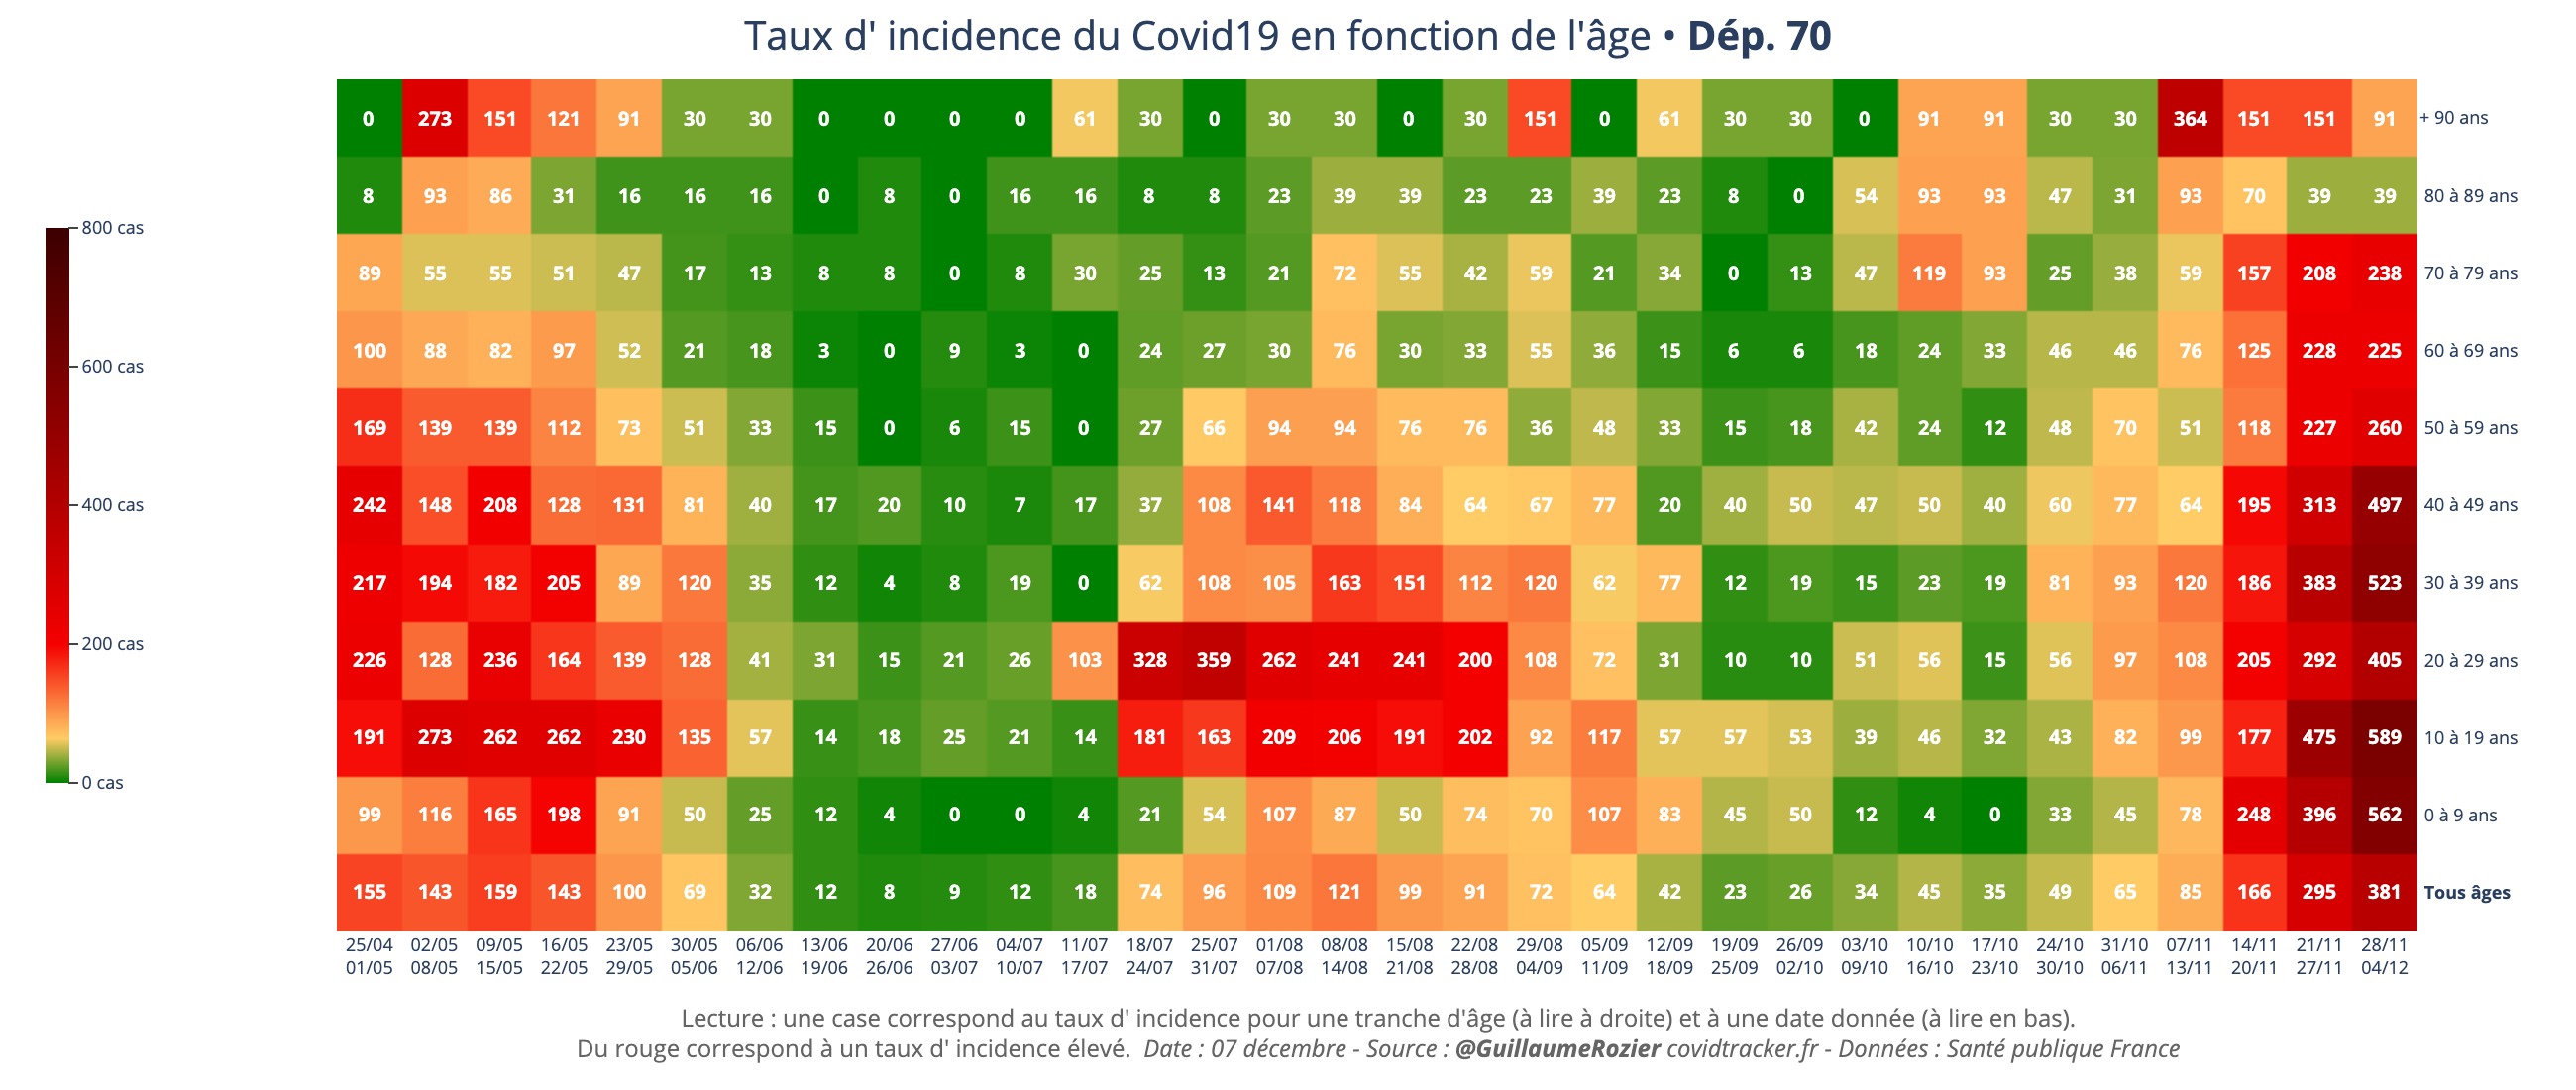 Taux d' incidence du Covid19 en fonction de l'âge • Dép. 70
800 cas
600 cas
400 cas
200 cas
0 cas
0 273 151 121 91 30 30 0 0 0 0 61 30 0 30 30 0 30 151 0 61 30 30 0 91 91 30 30 364 151 151 91 + 90 ans
8 93 86 31 16 16 16 0 8 0 16 16 8 8 23 39 39 23 23 39 23 8 0 54 93 93 47 31 93 70 39 39 80 à 89 ans
89 55 55 51 47 17 13 8 8 0 8 30 25 13 21 72 55 42 59 21 34 0 13 47 119 93 25 38 59 157 208 238 70 à 79 ans
100 88 82 97 52 21 18 3 0 9 3 0 24 27 30 76 30 33 55 36 15 6 6 18 24 33 46 46 76 125 228 225 60 à 69 ans
169 139 139 112 73 51 33 15 0 6 15 0 27 66 94 94 76 76 36 48 33 15 18 42 24 12 48 70 51 118 227 260 50 à 59 ans
242 148 208 128 131 81 40 17 20 10 7 17 37 108 141 118 84 64 67 77 20 40 50 47 50 40 60 77 64 195 313 497 40 à 49 ans
217 194 182 205 89 120 35 12 4 8 19 0 62 108 105 163 151 112 120 62 77 12 19 15 23 19 81 93 120 186 383 523 30 à 39 ans
226 128 236 164 139 128 41 31 15 21 26 103 328 359 262 241 241 200 108 72 31 10 10 51 56 15 56 97 108 205 292 405 20 à 29 ans
191 273 262 262 230 135 57 14 18 25 21 14 181 163 209 206 191 202 92 117 57 57 53 39 46 32 43 82 99 177 475 589 10 à 19 ans
99 116 165 198 91 50 25 12 4 0 0 4 21 54 107 87 50 74 70 107 83 45 50 12 4 0 33 45 78 248 396 562 0 à 9 ans
155 143 159 143 100 69 32 12 8 9 12 18 74 96 109 121 99 91 72 64 42 23 26 34 45 35 49 65 85 166 295 381 Tous âges
25/04 02/05 09/05 16/05 23/05 30/05 06/06 13/06 20/06 27/06 04/07 11/07 18/07 25/07 01/08 08/08 15/08 22/08 29/08 05/09 12/09 19/09 26/09 03/10 10/10 17/10 24/10 31/10 07/11 14/11 21/11 28/11
01/05 08/05 15/05 22/05 29/05 05/06 12/06 19/06 26/06 03/07 10/07 17/07 24/07 31/07 07/08 14/08 21/08 28/08 04/09 11/09 18/09 25/09 02/10 09/10 16/10 23/10 30/10 06/11 13/11 20/11 27/11 04/12
Lecture : une case correspond au taux d' incidence pour une tranche d'âge (à lire à droite) et à une date donnée (à lire en bas).
Du rouge correspond à un taux d' incidence élevé. Date : 07 décembre - Source : @GuillaumeRozier covidtracker.fr - Données : Santé publique France